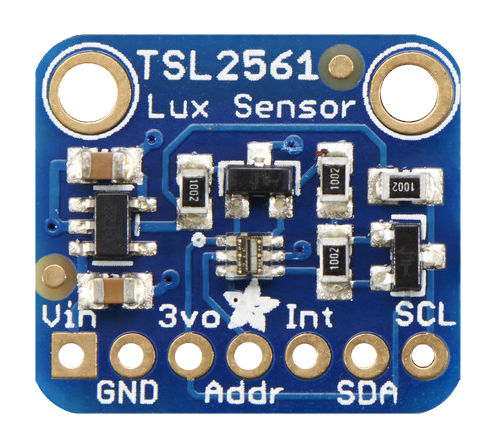 TSL2561
Lux Sensor
1002
1002
1002
1002
Vin 3vo Int SCL
GND Addr SDA